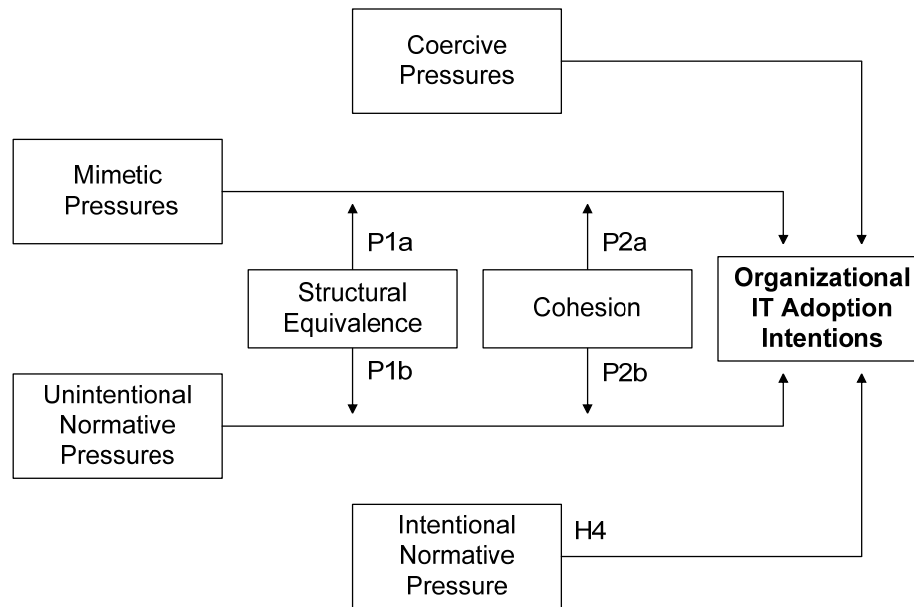 Coercive
Pressures
Mimetic
Pressures
P1a
P2a
Structural
Equivalence
Cohesion
Organizational
IT Adoption
Intentions
P1b
P2b
Unintentional
Normative
Pressures
Intentional
Normative
Pressure
H4